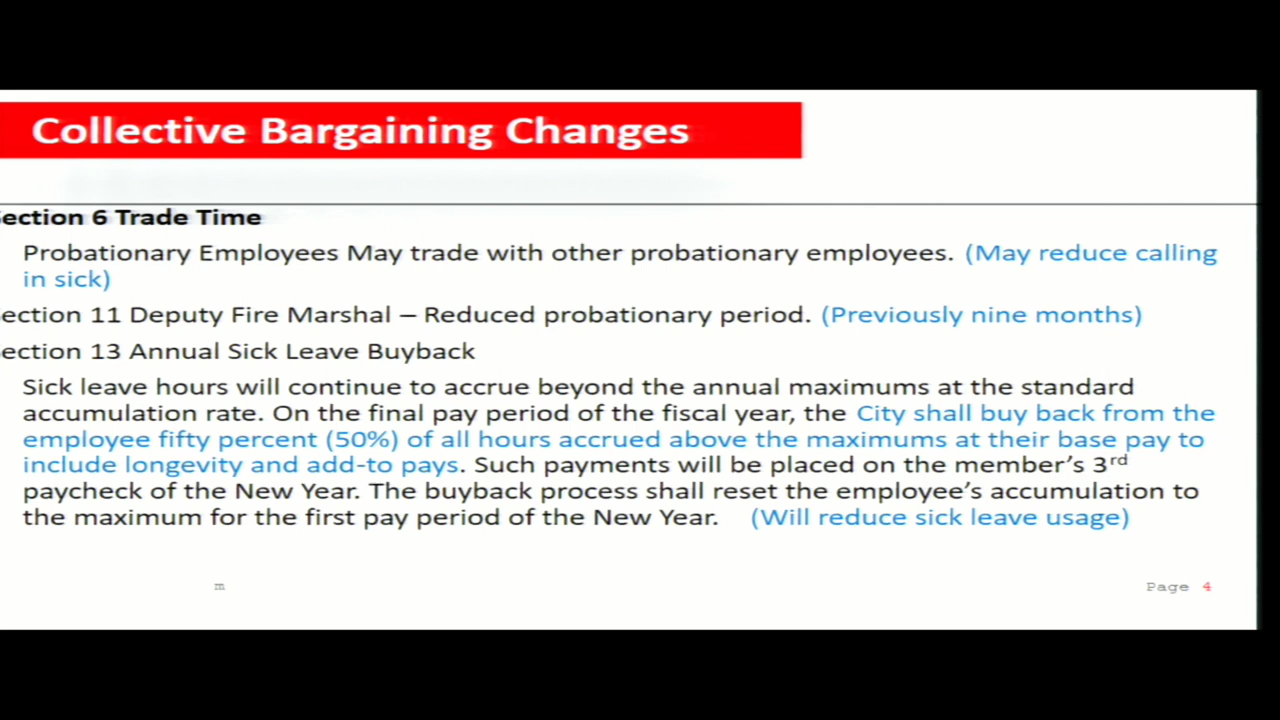 Collective Bargaining Changes
ection 6 Trade Time
Probationary Employees May trade with other probationary employees. (May reduce calling
in sick)
ection 11 Deputy Fire Marshal – Reduced probationary period. (Previously nine months)
ection 13 Annual Sick Leave Buyback
Sick leave hours will continue to accrue beyond the annual maximums at the standard
accumulation rate. On the final pay period of the fiscal year, the City shall buy back from the
employee fifty percent (50%) of all hours accrued above the maximums at their base pay to
include longevity and add-to pays. Such payments will be placed on the member’s 3rd
paycheck of the New Year. The buyback process shall reset the employee’s accumulation to
the maximum for the first pay period of the New Year. (Will reduce sick leave usage)
m
Page 4